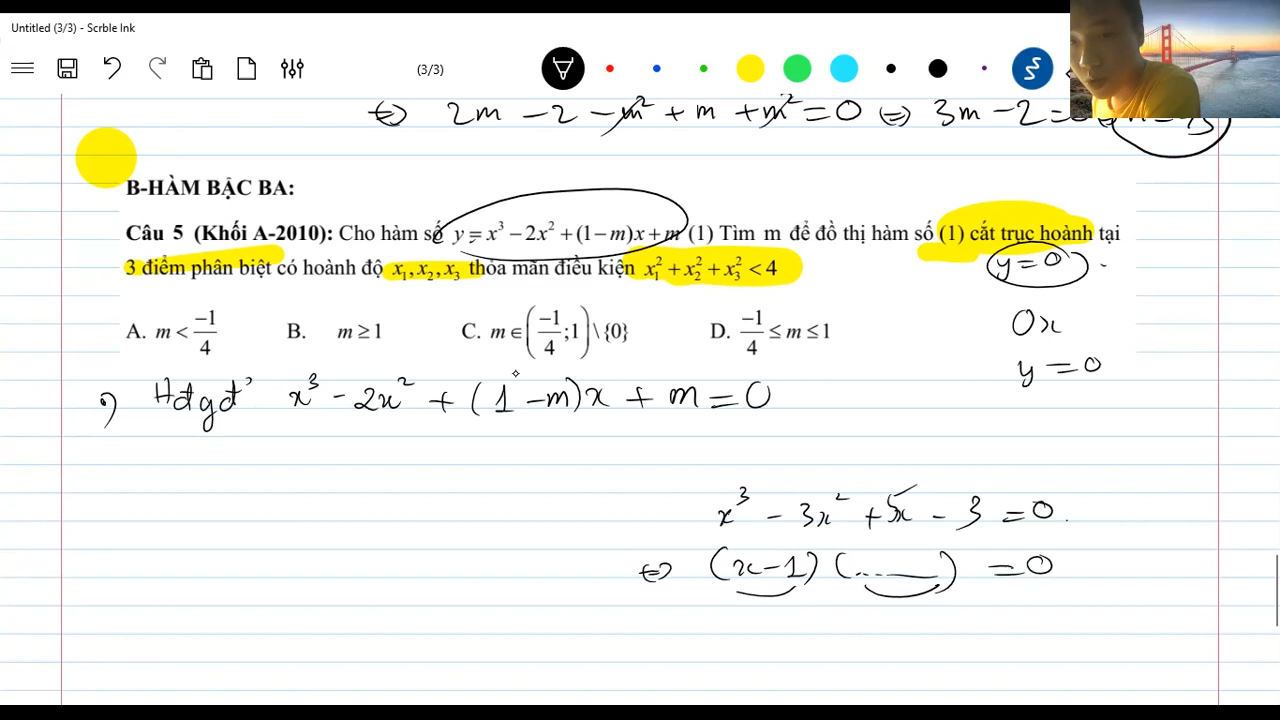 Untitled (3/3) - Scrble Ink
(3/3)
⇔ 2m - 2 - m² + m + m² = 0 ⇔ 3m - 2 = 0
B-HÀM BẬC BA:
Câu 5 (Khối A-2010): Cho hàm số y = x³ − 2x² + (1−m)x + m (1) Tìm m để đồ thị hàm số (1) cắt trục hoành tại
3 điểm phân biệt có hoành độ x₁, x₂, x₃ thỏa mãn điều kiện x₁² + x₂² + x₃² < 4
y = 0
A. m < −1/4 B. m ≥ 1 C. m ∈ (−1/4; 1) \ {0} D. −1/4 ≤ m ≤ 1
0x
y = 0
Hđgđ x³ - 2x² + (1 - m)x + m = 0
x³ - 3x² + 5x - 3 = 0
⇔ (x - 1)(......) = 0